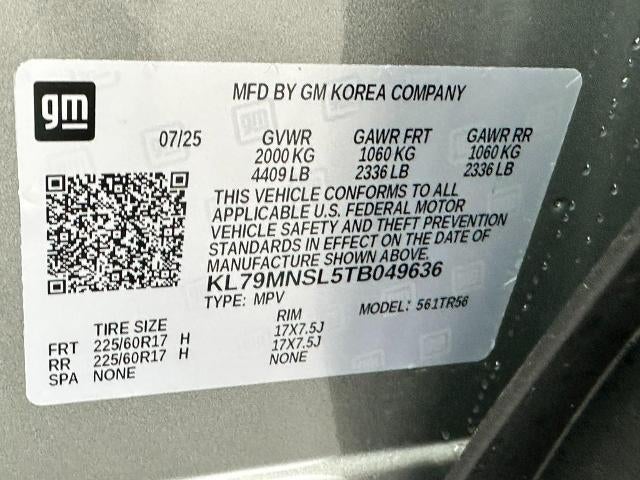 gm
MFD BY GM KOREA COMPANY
07/25 GVWR GAWR FRT GAWR RR
2000 KG 1060 KG 1060 KG
4409 LB 2336 LB 2336 LB
THIS VEHICLE CONFORMS TO ALL
APPLICABLE U.S. FEDERAL MOTOR
VEHICLE SAFETY AND THEFT PREVENTION
STANDARDS IN EFFECT ON THE DATE OF
MANUFACTURE SHOWN ABOVE.
KL79MNSL5TB049636
TYPE: MPV MODEL: 561TR56
TIRE SIZE RIM
FRT 225/60R17 H 17X7.5J
RR 225/60R17 H 17X7.5J
SPA NONE NONE